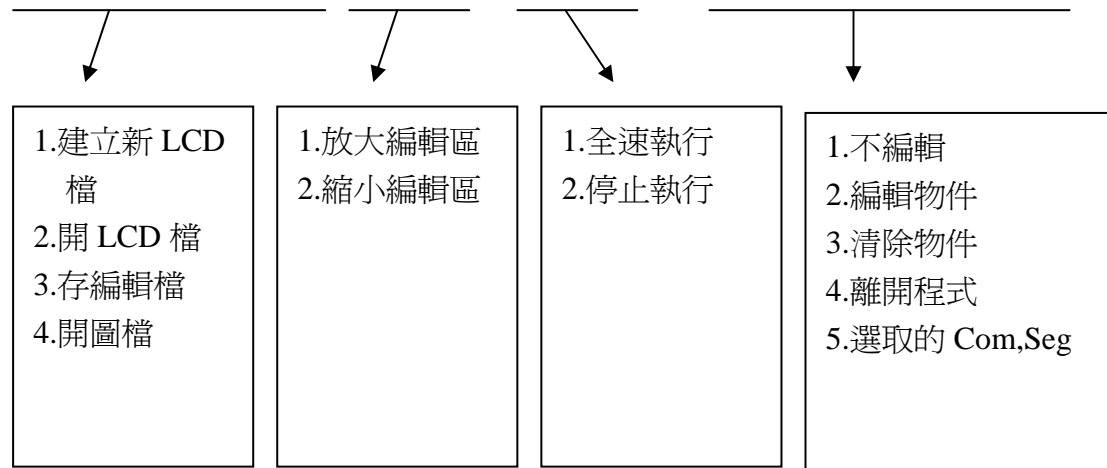 1.建立新 LCD
檔
2.開 LCD 檔
3.存編輯檔
4.開圖檔
1.放大編輯區
2.縮小編輯區
1.全速執行
2.停止執行
1.不編輯
2.編輯物件
3.清除物件
4.離開程式
5.選取的 Com,Seg